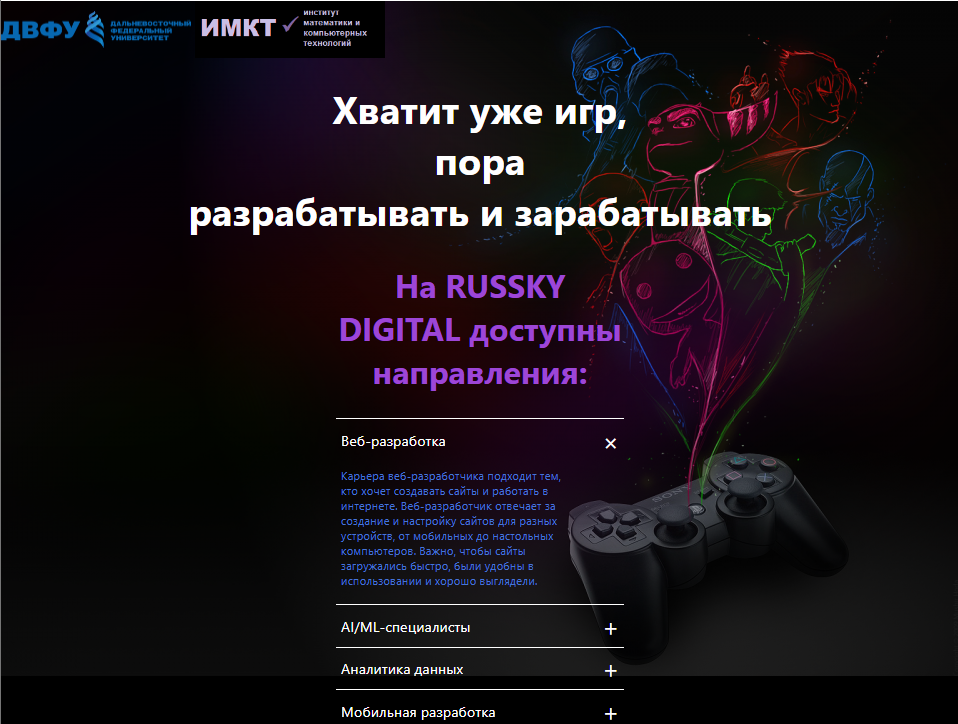 ДВФУ
ДАЛЬНЕВОСТОЧНЫЙ
ФЕДЕРАЛЬНЫЙ
УНИВЕРСИТЕТ
ИМКТ
институт
математики и
компьютерных
технологий
Хватит уже игр,
пора
разрабатывать и зарабатывать
На RUSSKY
DIGITAL доступны
направления:
Веб-разработка
Карьера веб-разработчика подходит тем,
кто хочет создавать сайты и работать в
интернете. Веб-разработчик отвечает за
создание и настройку сайтов для разных
устройств, от мобильных до настольных
компьютеров. Важно, чтобы сайты
загружались быстро, были удобны в
использовании и хорошо выглядели.
SONY
AI/ML-специалисты
Аналитика данных
Мобильная разработка